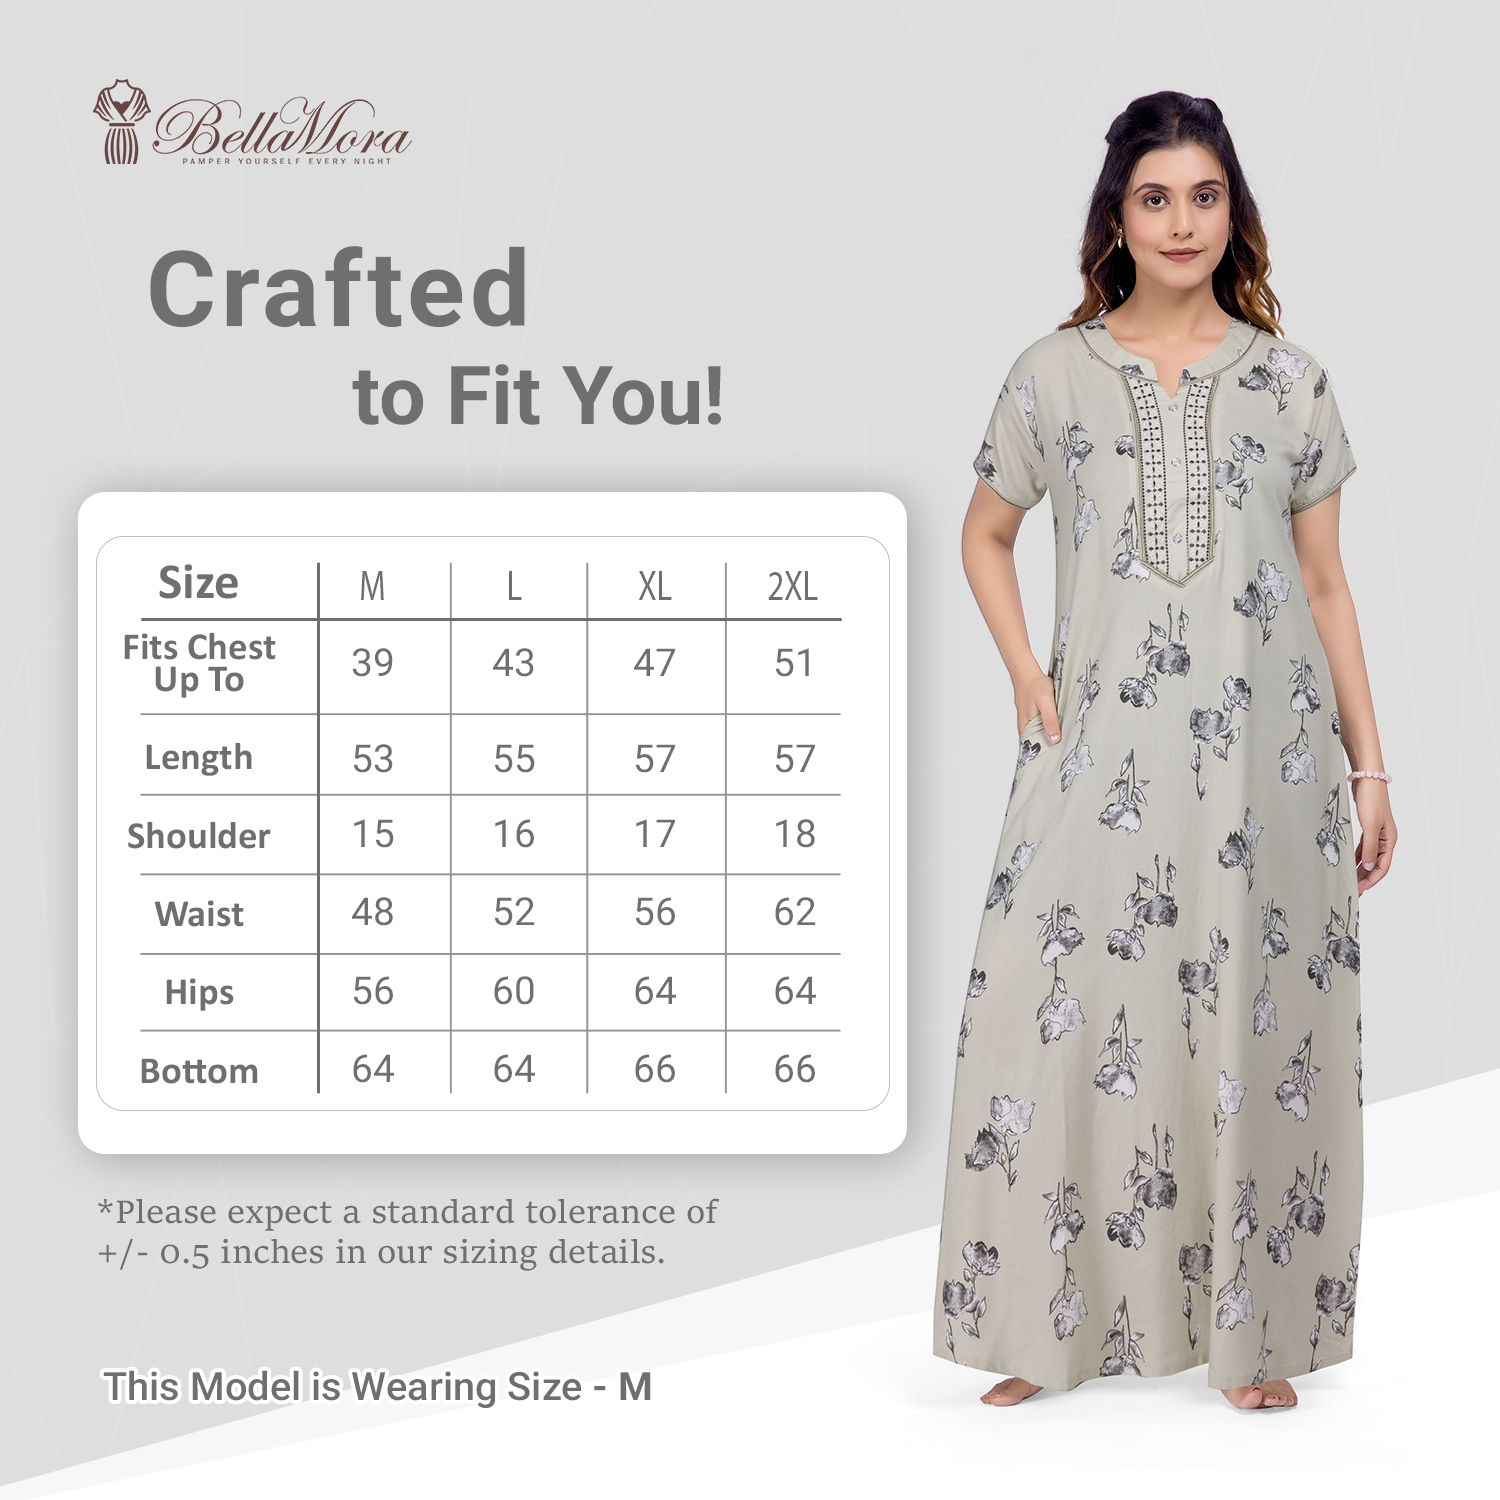 BellaMora
PAMPER YOURSELF EVERY NIGHT
Crafted
to Fit You!
Size M L XL 2XL
Fits Chest
Up To 39 43 47 51
Length 53 55 57 57
Shoulder 15 16 17 18
Waist 48 52 56 62
Hips 56 60 64 64
Bottom 64 64 66 66
*Please expect a standard tolerance of
+/- 0.5 inches in our sizing details.
This Model is Wearing Size - M